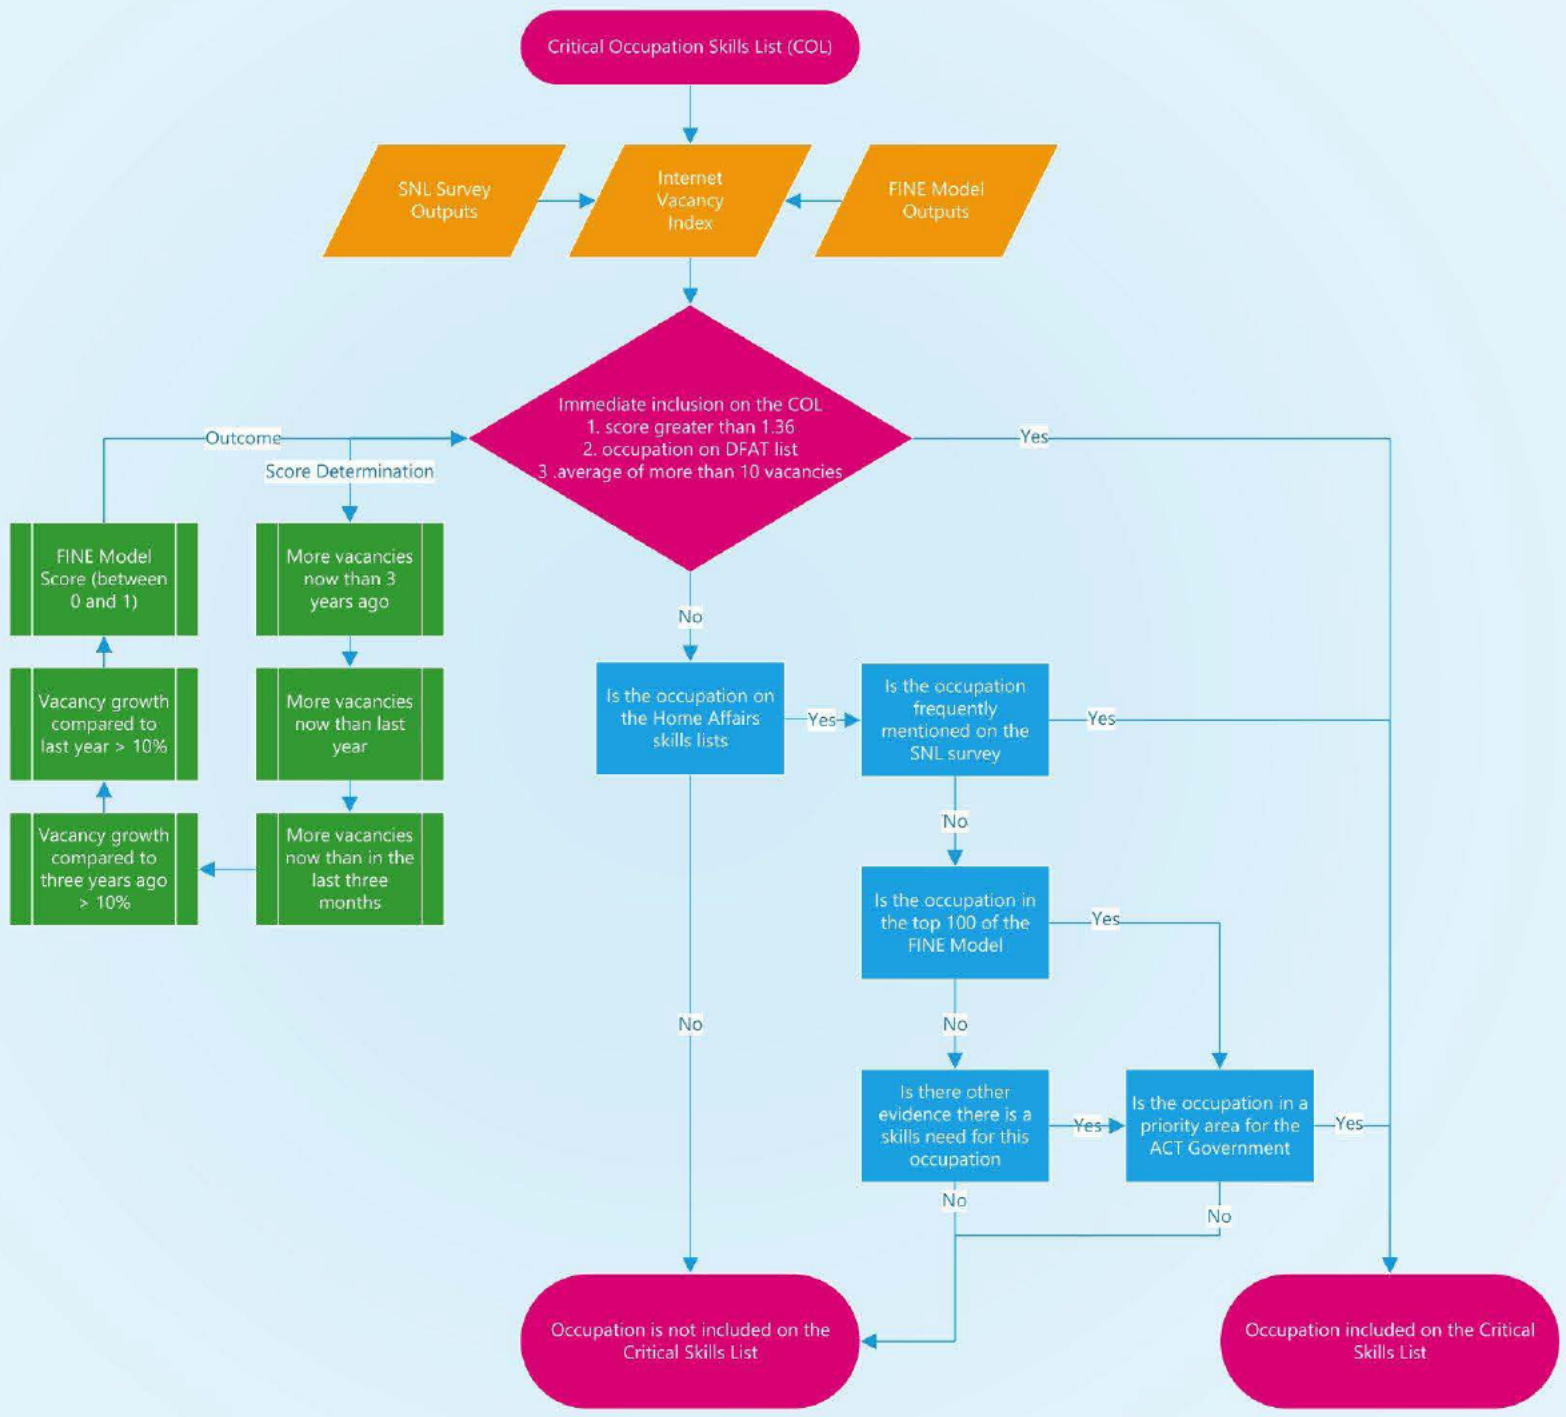 Critical Occupation Skills List (COL)
SNL Survey
Outputs
Internet
Vacancy
Index
FINE Model
Outputs
Immediate inclusion on the COL
1. score greater than 1.36
2. occupation on DFAT list
3 .average of more than 10 vacancies
Yes
Outcome
Score Determination
FINE Model
Score (between
0 and 1)
More vacancies
now than 3
years ago
No
Vacancy growth
compared to
last year > 10%
More vacancies
now than last
year
Is the occupation on
the Home Affairs
skills lists
Yes
Is the occupation
frequently
mentioned on the
SNL survey
Yes
Vacancy growth
compared to
three years ago
> 10%
More vacancies
now than in the
last three
months
No
Is the occupation in
the top 100 of the
FINE Model
Yes
No
No
Is there other
evidence there is a
skills need for this
occupation
Yes
Is the occupation in a
priority area for the
ACT Government
Yes
No
No
Occupation is not included on the
Critical Skills List
Occupation included on the Critical
Skills List